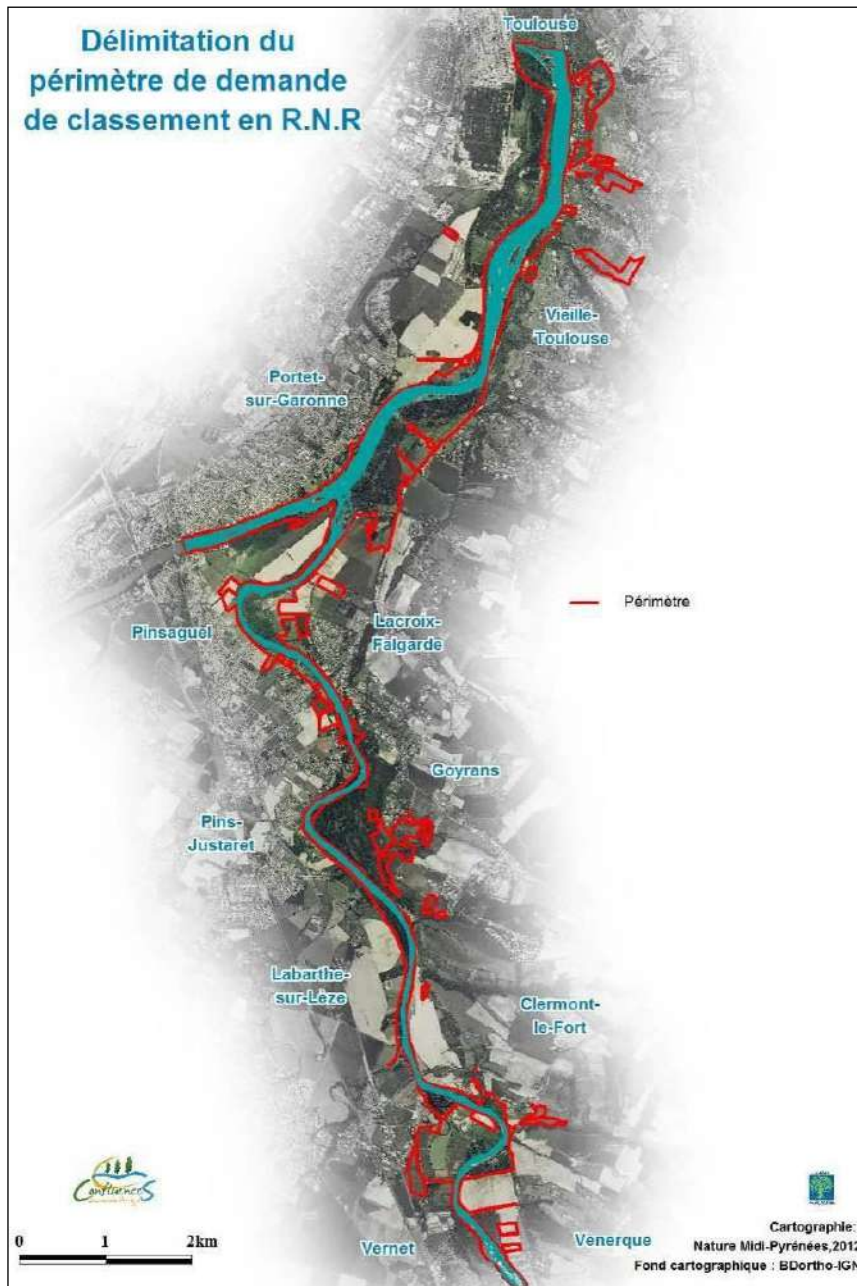 Toulouse
Délimitation du
périmètre de demande
de classement en R.N.R
Vieille-
Toulouse
Portet-
sur-Garonne
Périmètre
Pinsaguel
Lacroix-
Falgarde
Goyrans
Pins-
Justaret
Labarthe-
sur-Lèze
Clermont-
le-Fort
Confluences
0 1 2km
Vernet
Venerque
Cartographie:
Nature Midi-Pyrénées,2012
Fond cartographique : BDortho-IGN